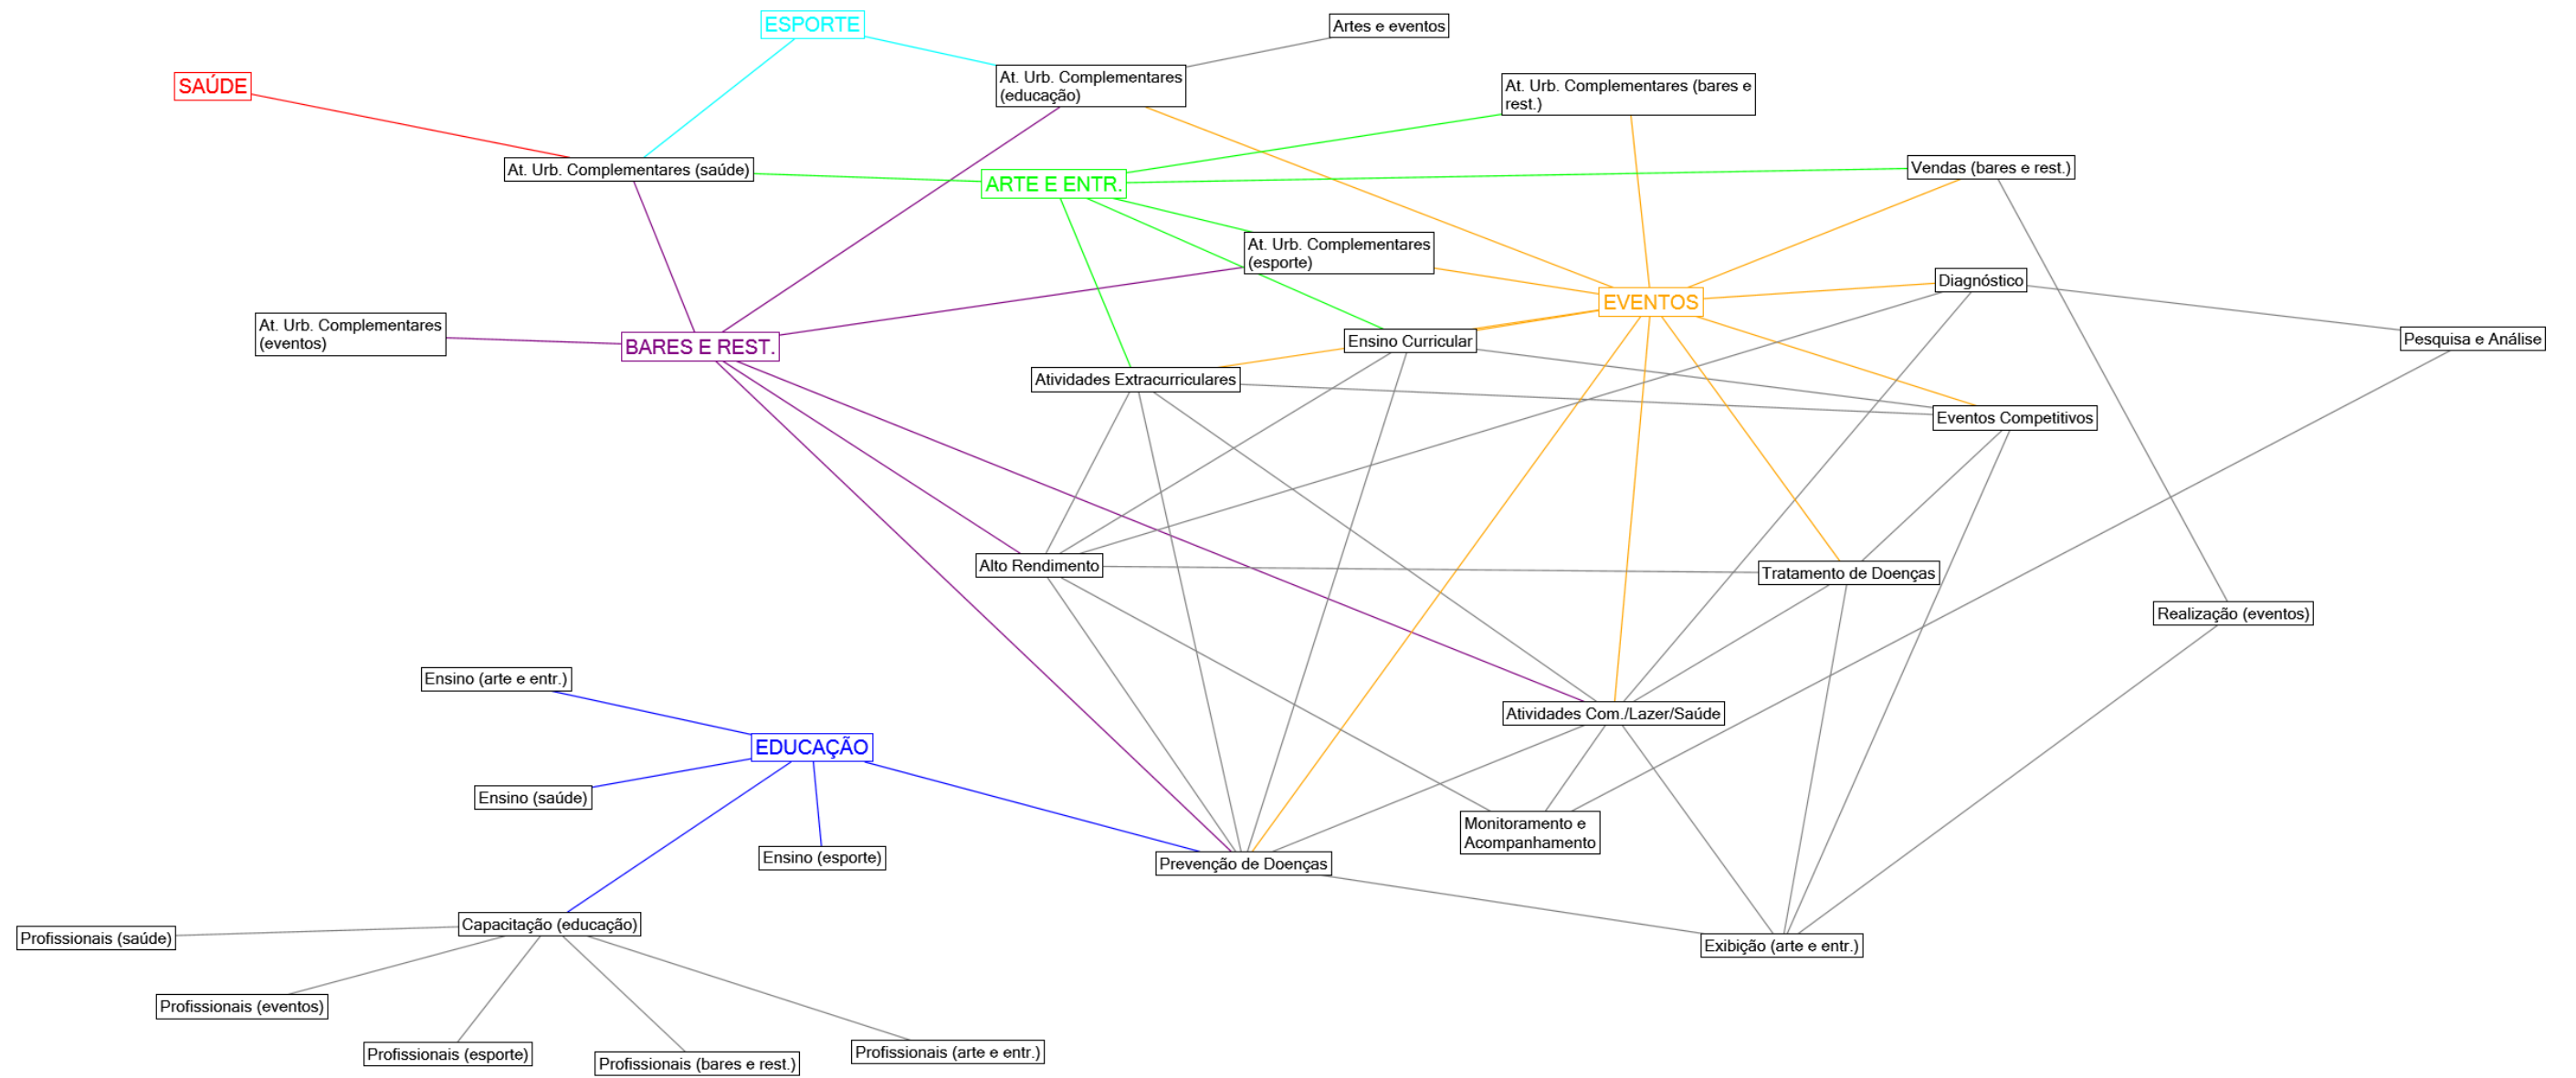 ESPORTE
Artes e eventos
SAÚDE
At. Urb. Complementares
(educação)
At. Urb. Complementares (bares e
rest.)
At. Urb. Complementares (saúde)
ARTE E ENTR.
Vendas (bares e rest.)
At. Urb. Complementares
(esporte)
Diagnóstico
EVENTOS
At. Urb. Complementares
(eventos)
BARES E REST.
Ensino Curricular
Pesquisa e Análise
Atividades Extracurriculares
Eventos Competitivos
Alto Rendimento
Tratamento de Doenças
Realização (eventos)
Ensino (arte e entr.)
Atividades Com./Lazer/Saúde
EDUCAÇÃO
Ensino (saúde)
Monitoramento e
Acompanhamento
Ensino (esporte)
Prevenção de Doenças
Capacitação (educação)
Profissionais (saúde)
Exibição (arte e entr.)
Profissionais (eventos)
Profissionais (esporte)
Profissionais (bares e rest.)
Profissionais (arte e entr.)